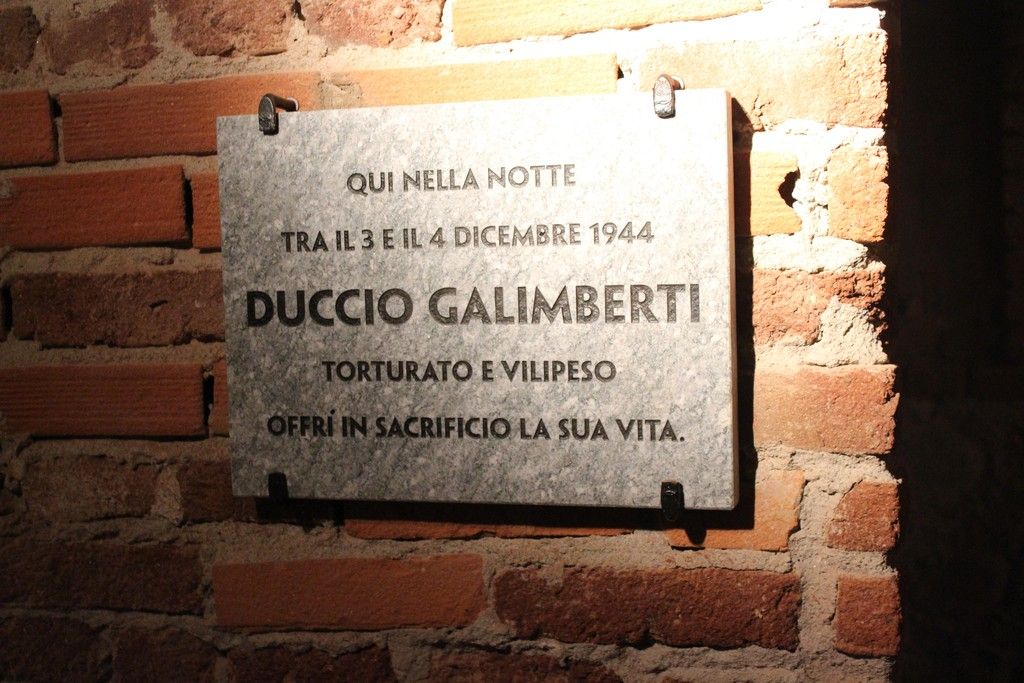 QUI NELLA NOTTE
TRA IL 3 E IL 4 DICEMBRE 1944
DUCCIO GALIMBERTI
TORTURATO E VILIPESO
OFFRÍ IN SACRIFICIO LA SUA VITA.